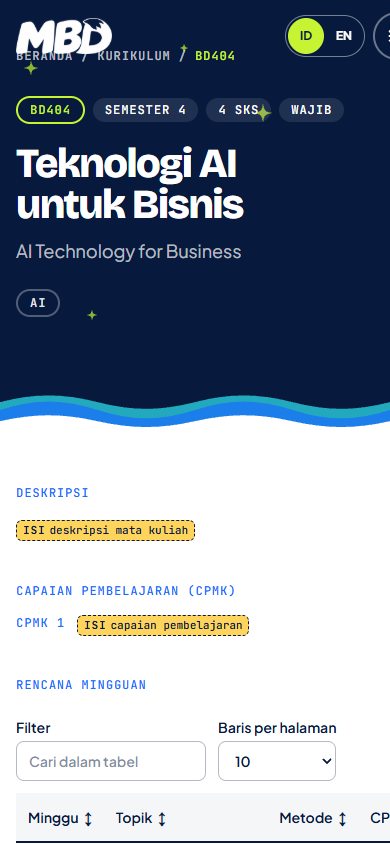 MBD
ID EN
BERANDA / KURIKULUM / BD404
BD404 SEMESTER 4 4 SKS WAJIB
Teknologi AI
untuk Bisnis
AI Technology for Business
AI
DESKRIPSI
ISI deskripsi mata kuliah
CAPAIAN PEMBELAJARAN (CPMK)
CPMK 1 ISI capaian pembelajaran
RENCANA MINGGUAN
Filter Baris per halaman
Cari dalam tabel 10
Minggu ↕ Topik ↕ Metode ↕ CP